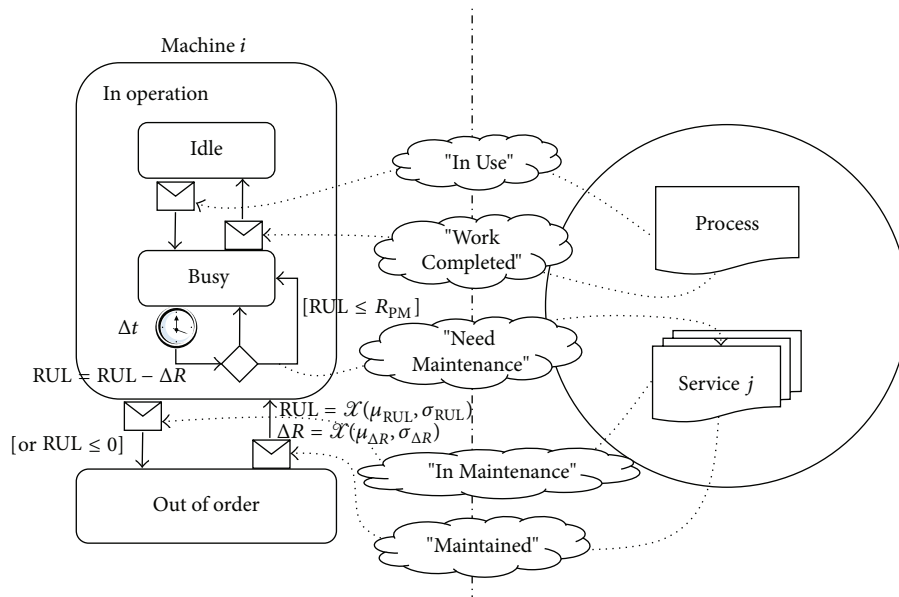 Machine i
In operation
Idle
Busy
Δt
[RUL ≤ R_PM]
RUL = RUL − ΔR
RUL = 𝒳(μ_RUL, σ_RUL)
ΔR = 𝒳(μ_ΔR, σ_ΔR)
[or RUL ≤ 0]
Out of order
"In Use"
"Work
Completed"
"Need
Maintenance"
"In Maintenance"
"Maintained"
Process
Service j